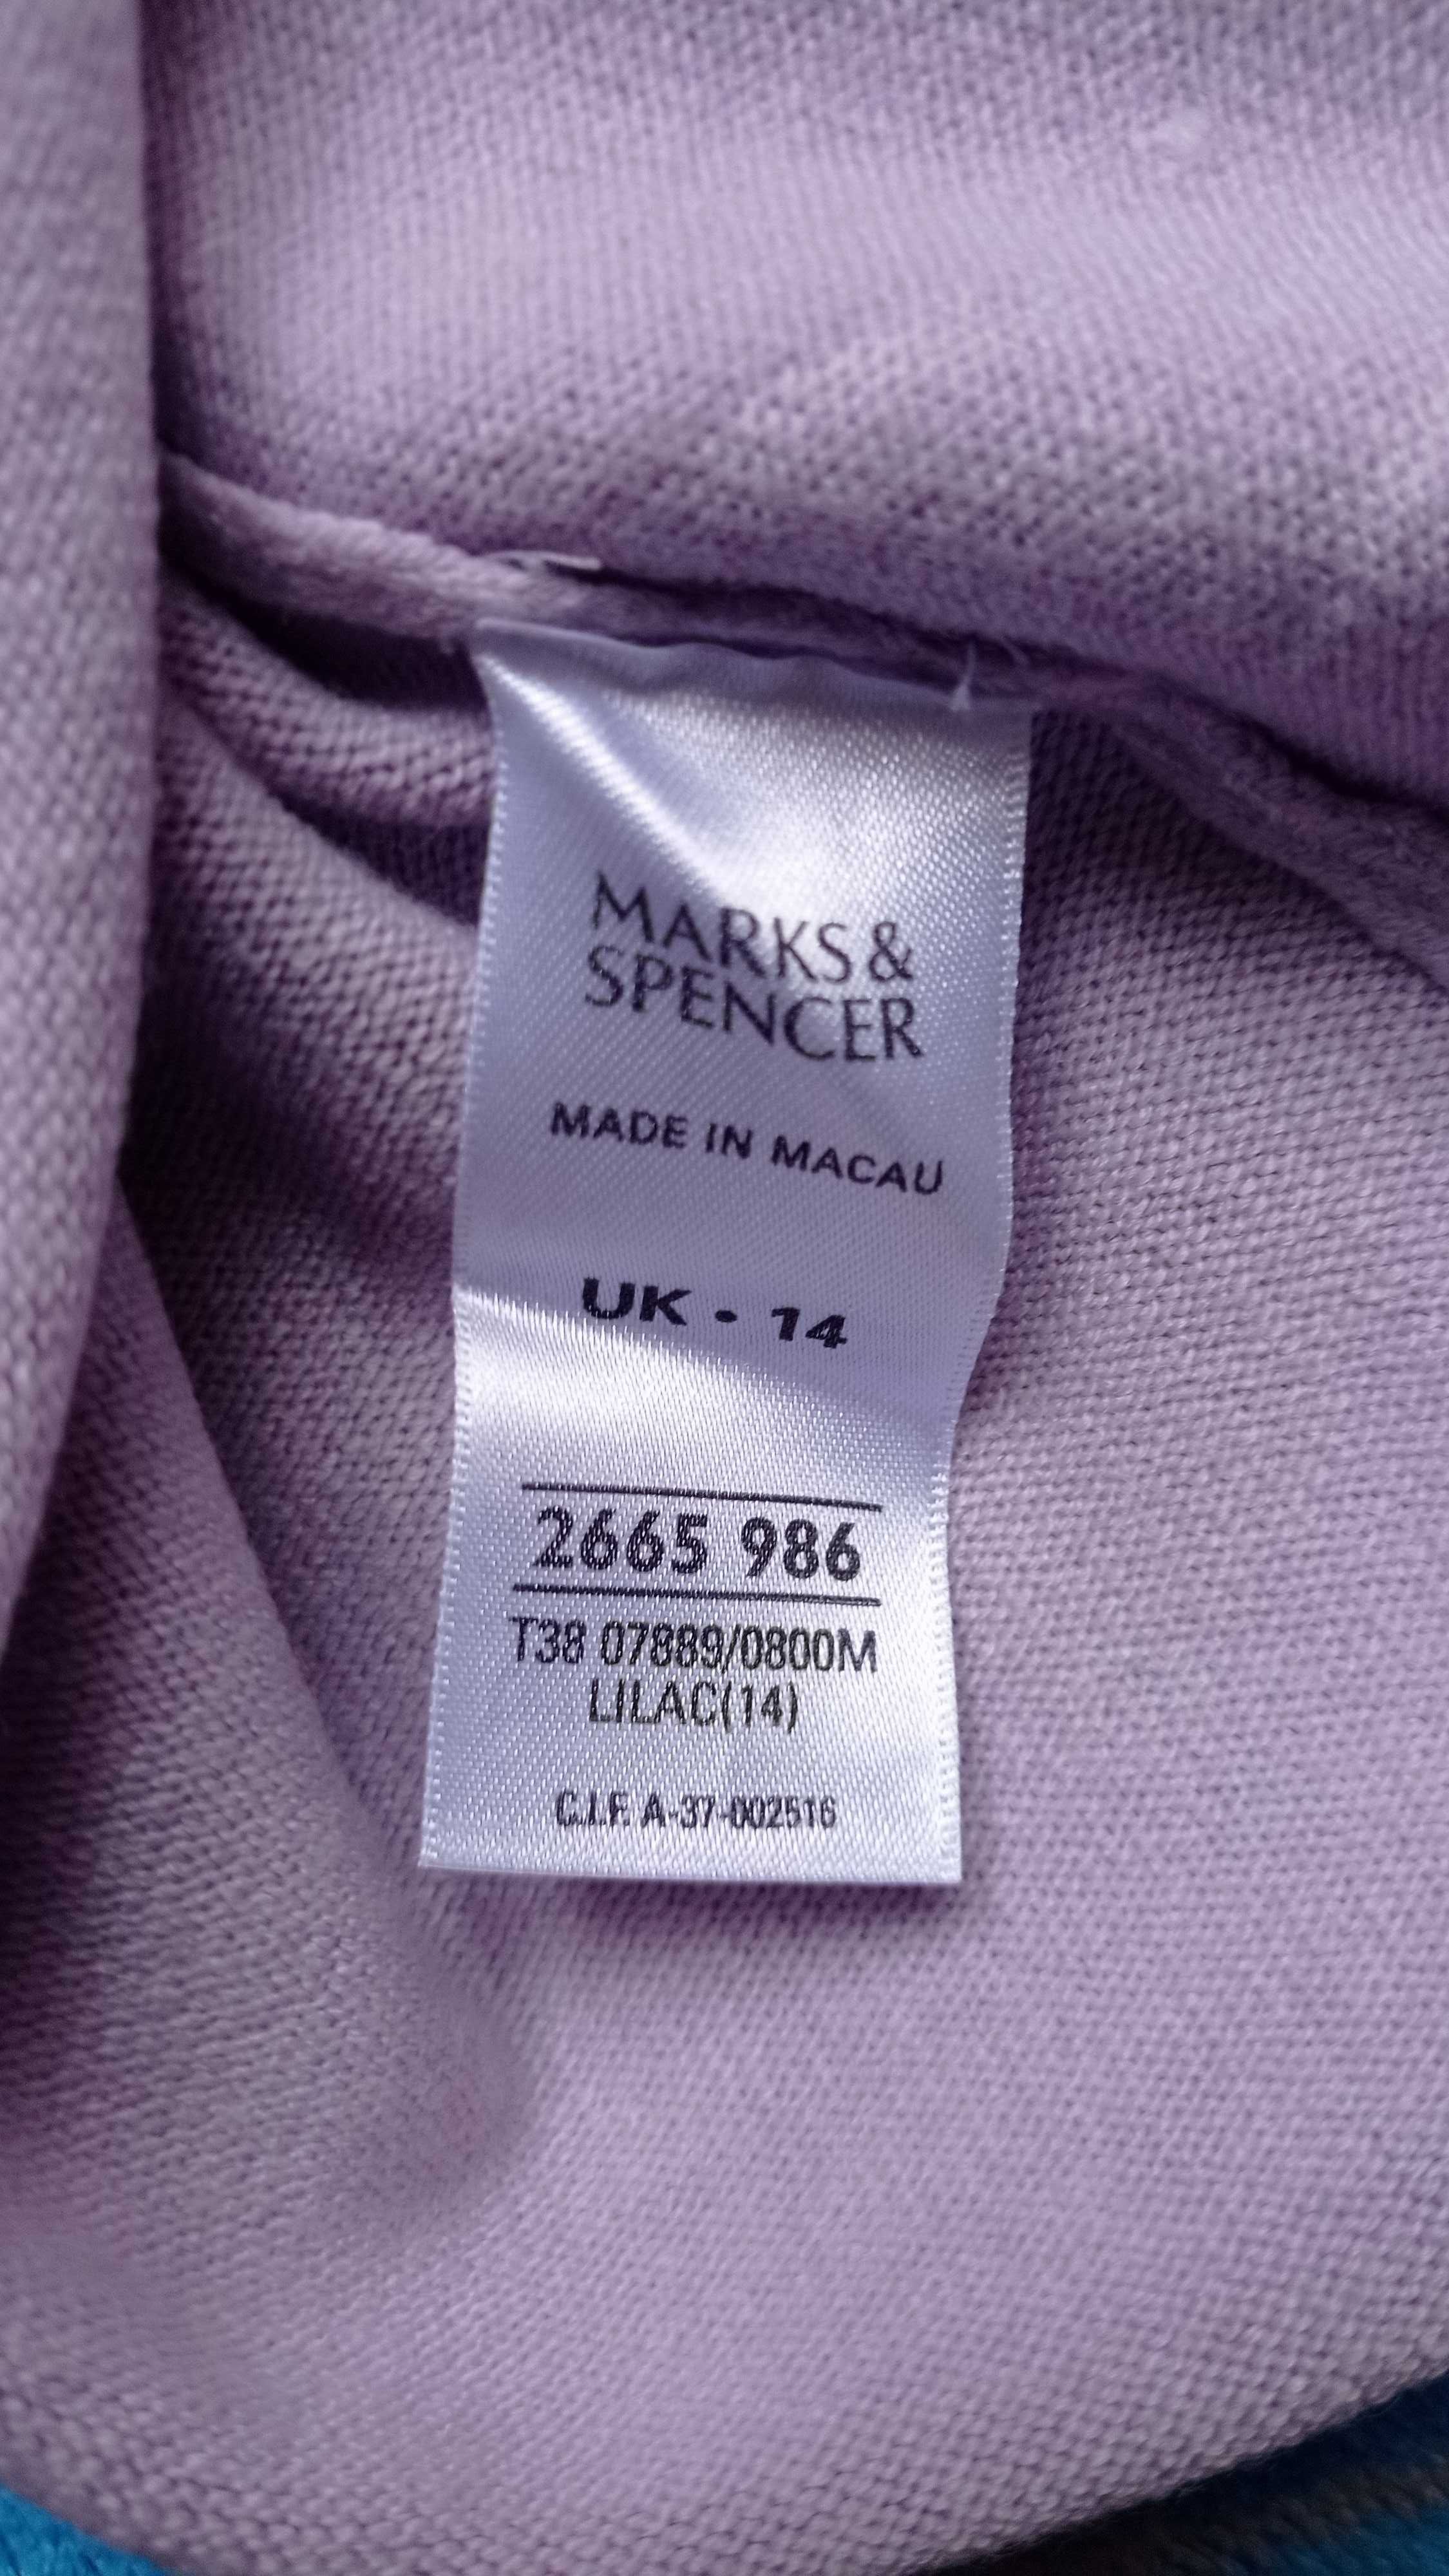 MARKS &
SPENCER
MADE IN MACAU
UK • 14
2665 986
T38 07889/0800M
LILAC(14)
C.I.F. A-37-002516